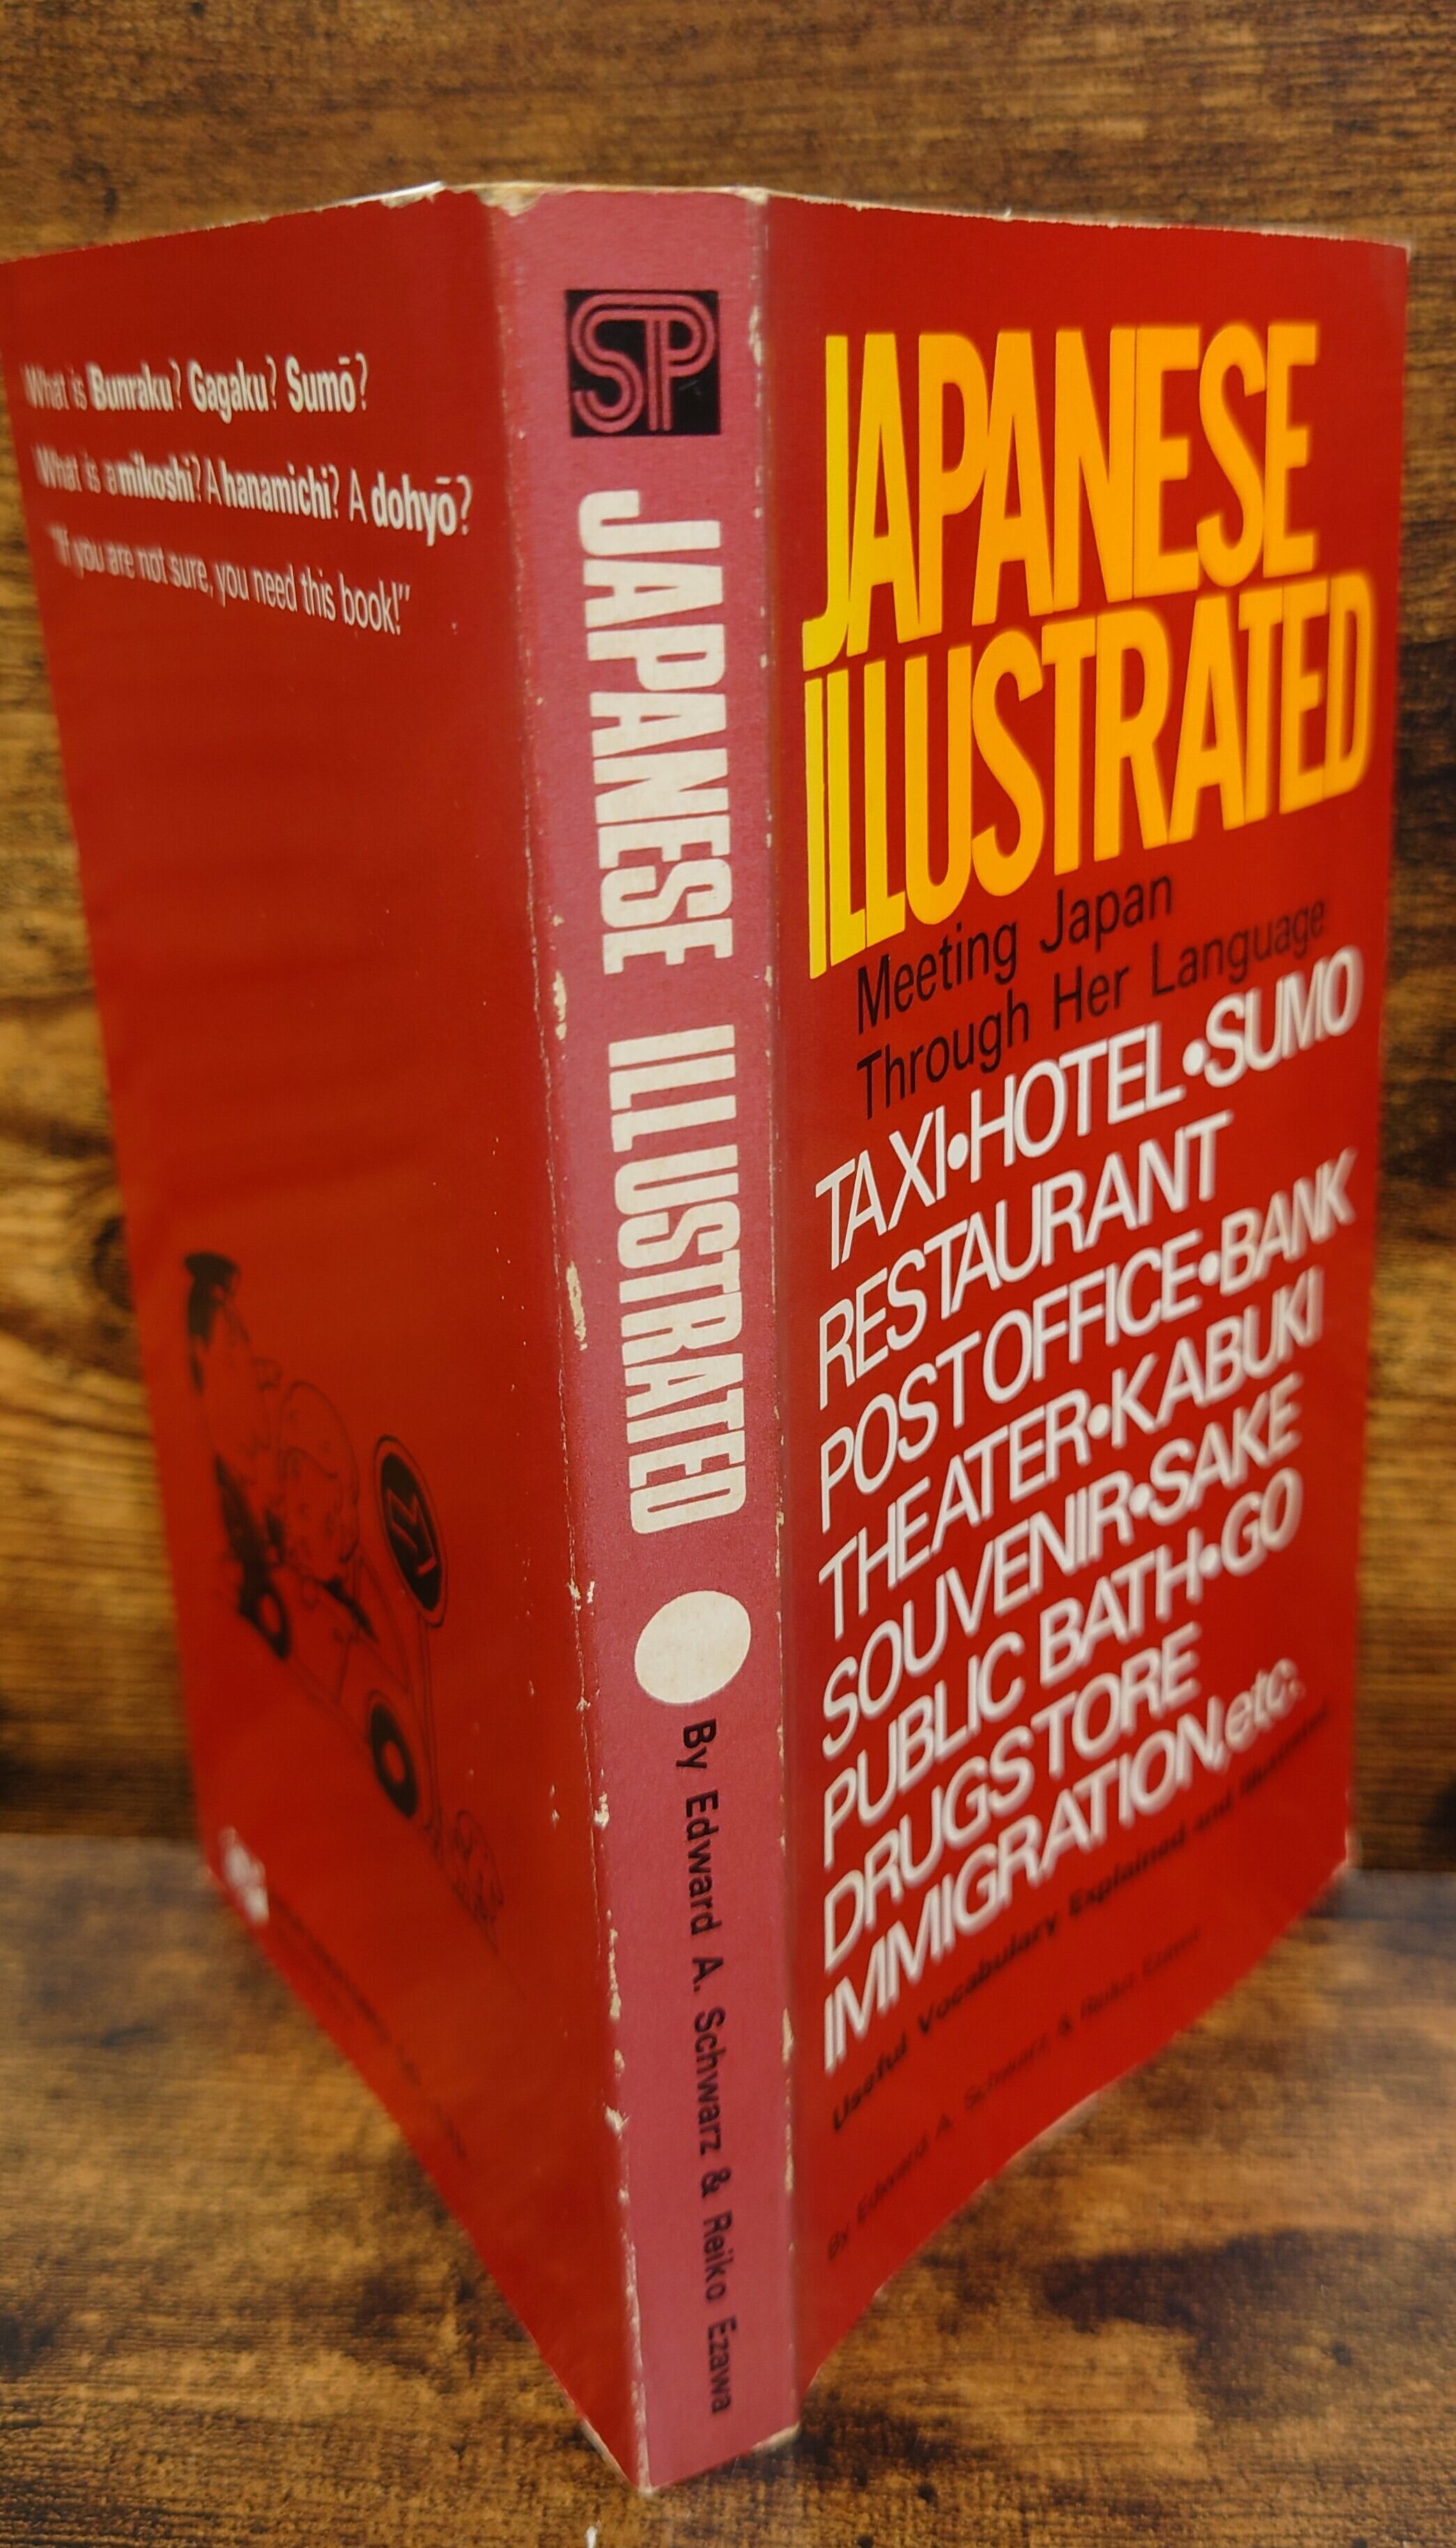 What is Bunraku? Gagaku? Sumō?
What is a mikoshi? A hanamichi? A dohyō?
"If you are not sure, you need this book!"
SP
JAPANESE ILLUSTRATED
By Edward A. Schwarz & Reiko Ezawa
JAPANESE
ILLUSTRATED
Meeting Japan
Through Her Language
TAXI•HOTEL•SUMO
RESTAURANT
POST OFFICE•BANK
THEATER•KABUKI
SOUVENIR•SAKE
PUBLIC BATH•GO
DRUGSTORE
IMMIGRATION, etc.
Useful Vocabulary Explained and Illustrated
By Edward A. Schwarz & Reiko Ezawa